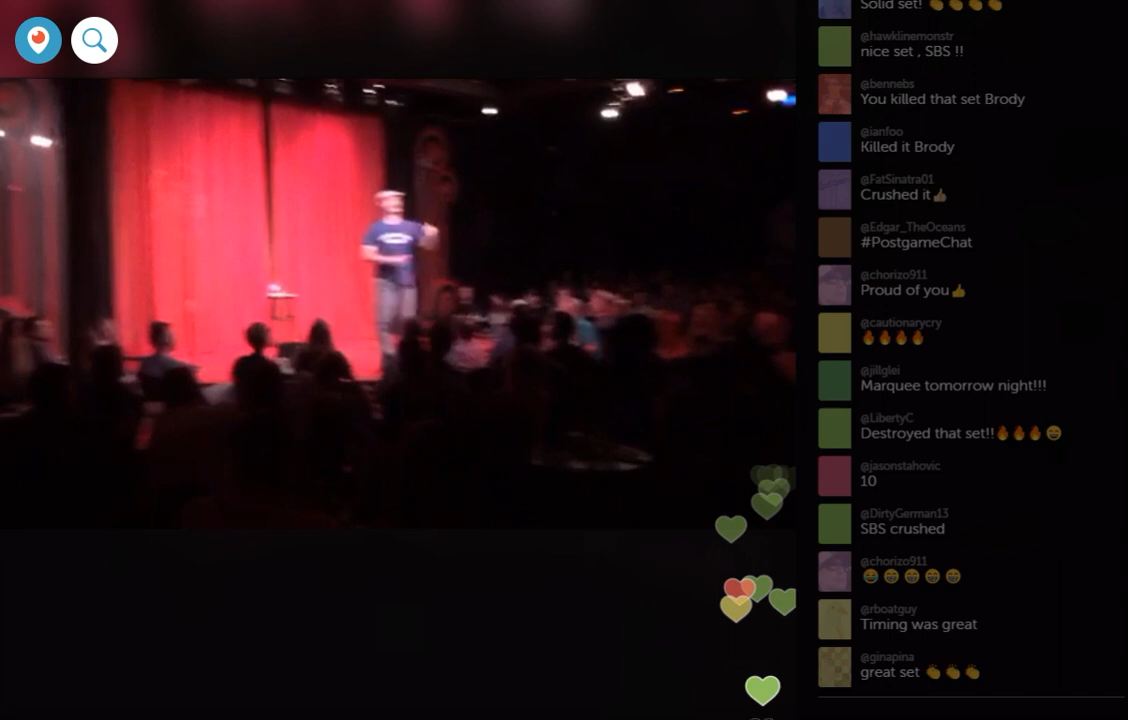 Solid set! 👏👏👏👏
@hawklinemonstr
nice set , SBS !!
@bennebs
You killed that set Brody
@ianfoo
Killed it Brody
@FatSinatra01
Crushed it👍
@Edgar_TheOceans
#PostgameChat
@chorizo911
Proud of you👍
@cautionarycry
🔥🔥🔥🔥
@jillglei
Marquee tomorrow night!!!
@LibertyC
Destroyed that set!!🔥🔥🔥😄
@jasonstahovic
10
@DirtyGerman13
SBS crushed
@chorizo911
😂😁😁😁😁
@rboatguy
Timing was great
@ginapina
great set 👏👏👏